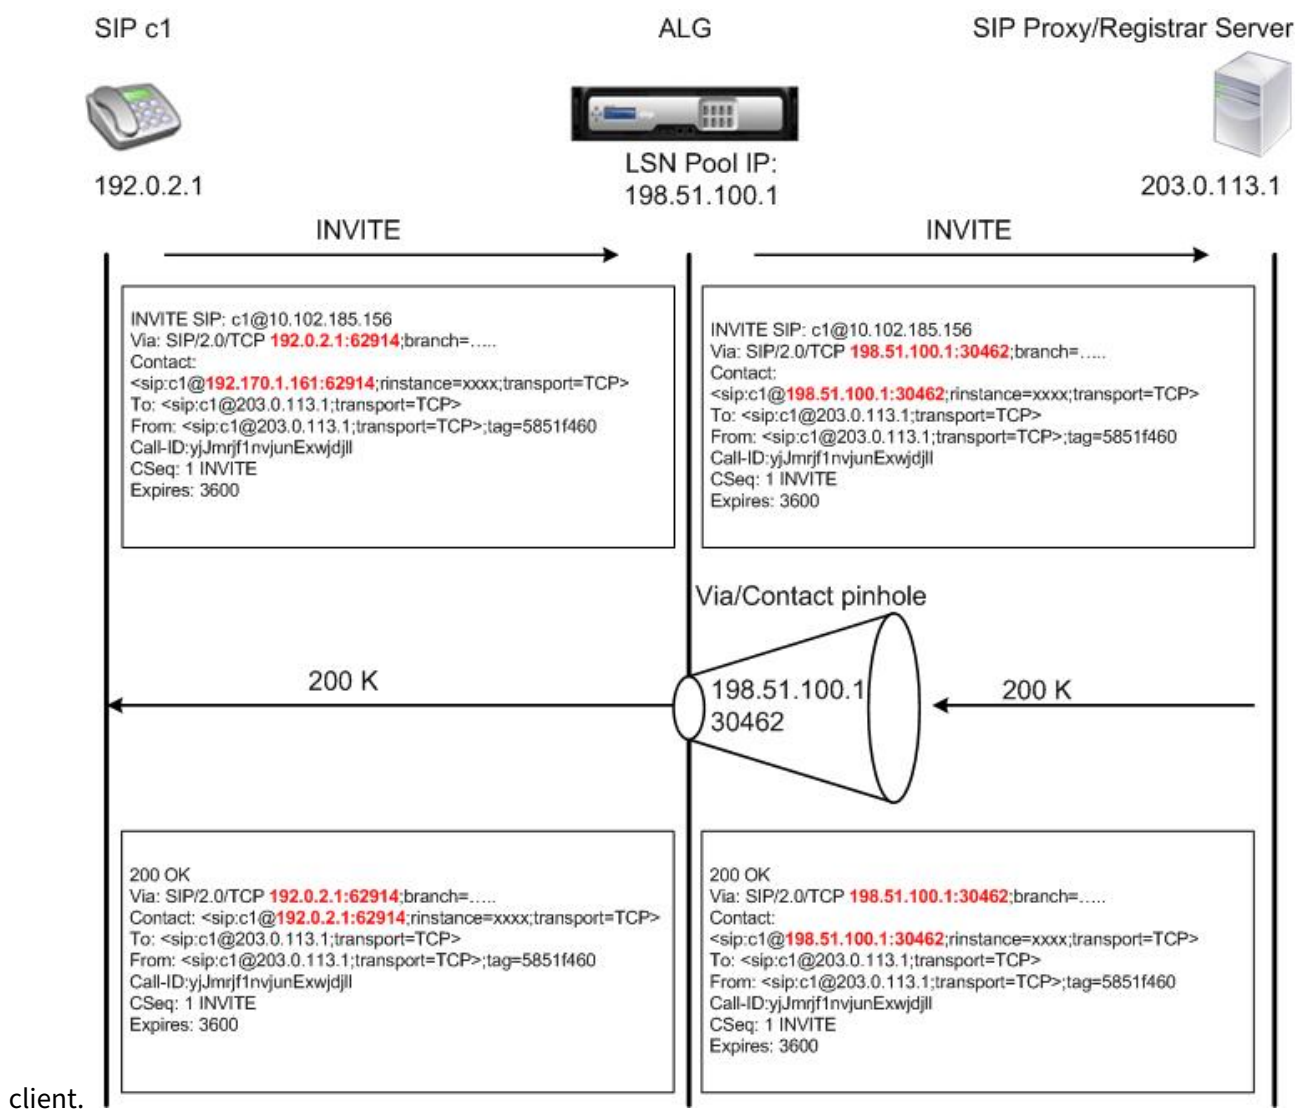 SIP c1
ALG
SIP Proxy/Registrar Server
192.0.2.1
LSN Pool IP:
198.51.100.1
203.0.113.1
INVITE
INVITE
INVITE SIP: c1@10.102.185.156
Via: SIP/2.0/TCP 192.0.2.1:62914;branch=.....
Contact:
<sip:c1@192.170.1.161:62914;rinstance=xxxx;transport=TCP>
To: <sip:c1@203.0.113.1;transport=TCP>
From: <sip:c1@203.0.113.1;transport=TCP>;tag=5851f460
Call-ID:yjJmrjf1nvjunExwjdjll
CSeq: 1 INVITE
Expires: 3600
INVITE SIP: c1@10.102.185.156
Via: SIP/2.0/TCP 198.51.100.1:30462;branch=.....
Contact:
<sip:c1@198.51.100.1:30462;rinstance=xxxx;transport=TCP>
To: <sip:c1@203.0.113.1;transport=TCP>
From: <sip:c1@203.0.113.1;transport=TCP>;tag=5851f460
Call-ID:yjJmrjf1nvjunExwjdjll
CSeq: 1 INVITE
Expires: 3600
Via/Contact pinhole
200 K
198.51.100.1
30462
200 K
200 OK
Via: SIP/2.0/TCP 192.0.2.1:62914;branch=.....
Contact: <sip:c1@192.0.2.1:62914;rinstance=xxxx;transport=TCP>
To: <sip:c1@203.0.113.1;transport=TCP>
From: <sip:c1@203.0.113.1;transport=TCP>;tag=5851f460
Call-ID:yjJmrjf1nvjunExwjdjll
CSeq: 1 INVITE
Expires: 3600
200 OK
Via: SIP/2.0/TCP 198.51.100.1:30462;branch=.....
Contact:
<sip:c1@198.51.100.1:30462;rinstance=xxxx;transport=TCP>
To: <sip:c1@203.0.113.1;transport=TCP>
From: <sip:c1@203.0.113.1;transport=TCP>;tag=5851f460
Call-ID:yjJmrjf1nvjunExwjdjll
CSeq: 1 INVITE
Expires: 3600
client.